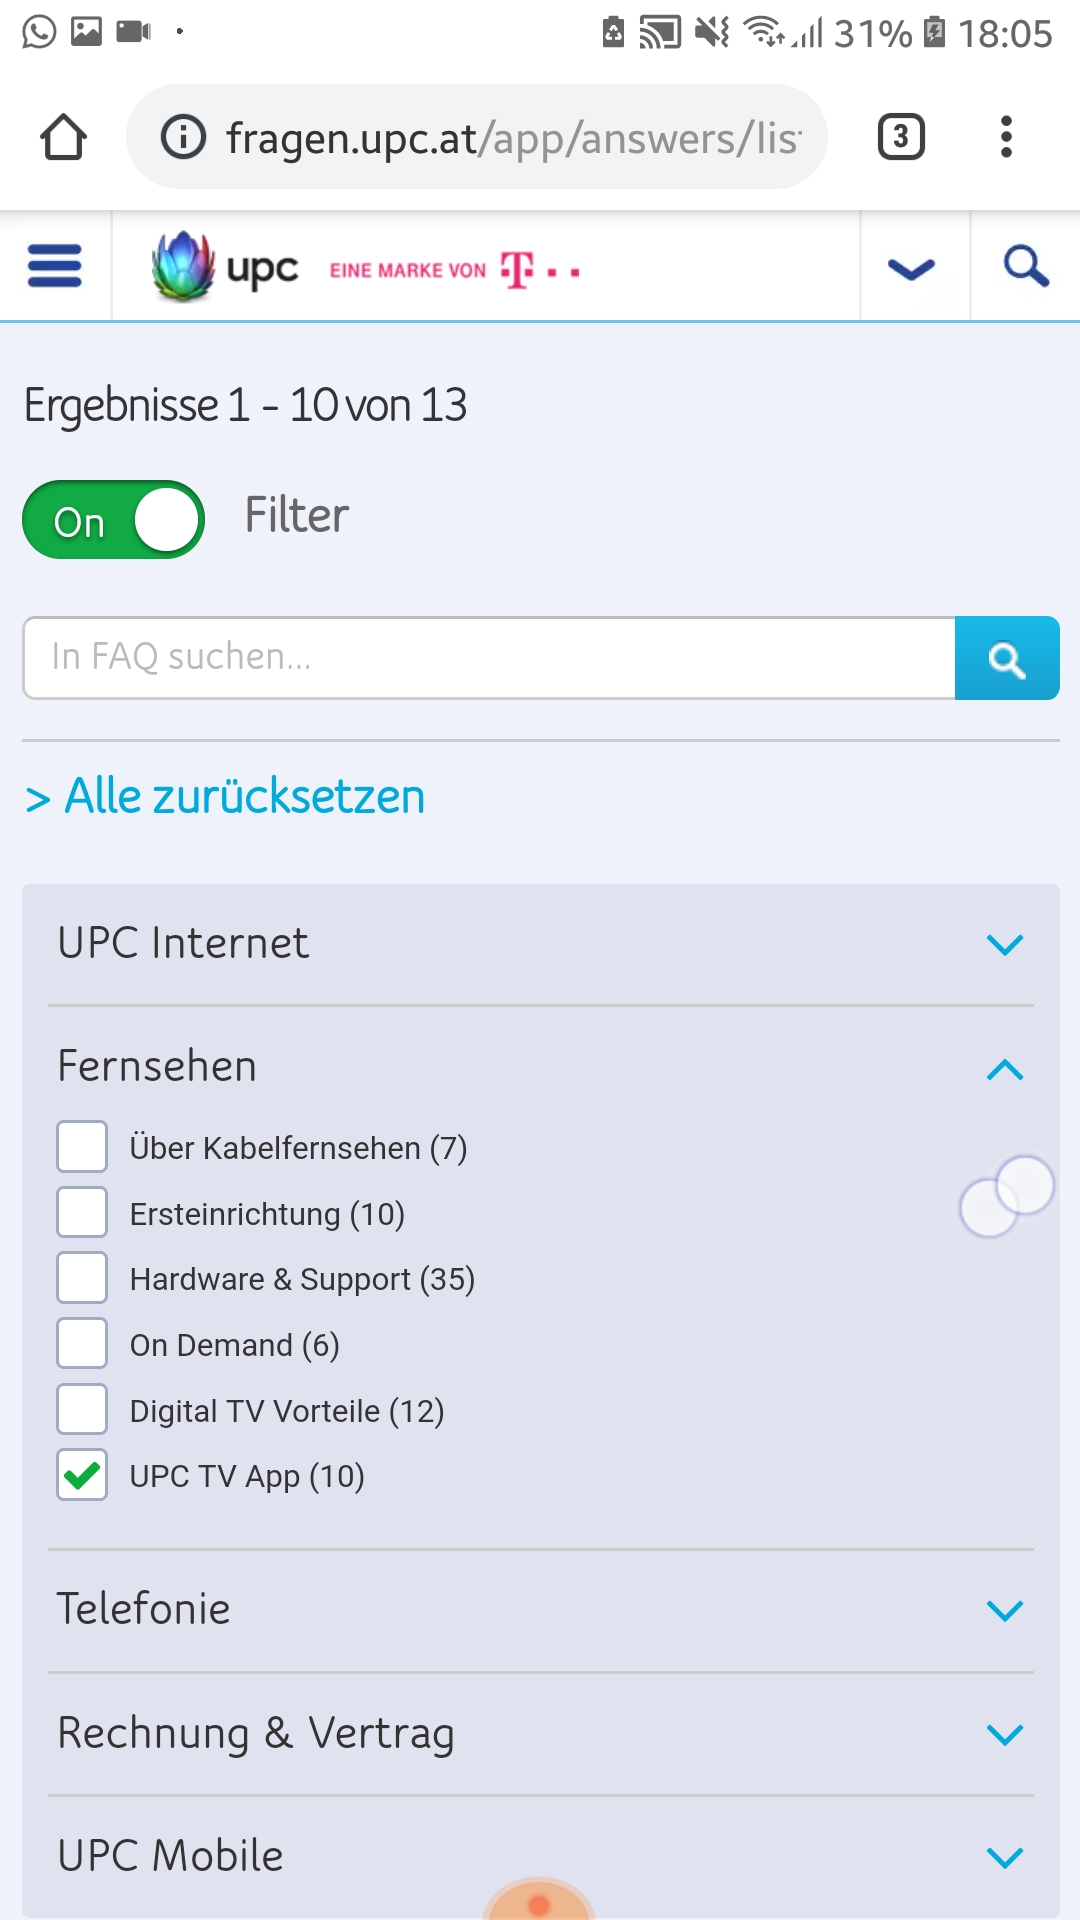 31% 18:05
fragen.upc.at/app/answers/lis
3
upc EINE MARKE VON T
Ergebnisse 1 - 10 von 13
On Filter
In FAQ suchen...
> Alle zurücksetzen
UPC Internet
Fernsehen
Über Kabelfernsehen (7)
Ersteinrichtung (10)
Hardware & Support (35)
On Demand (6)
Digital TV Vorteile (12)
UPC TV App (10)
Telefonie
Rechnung & Vertrag
UPC Mobile